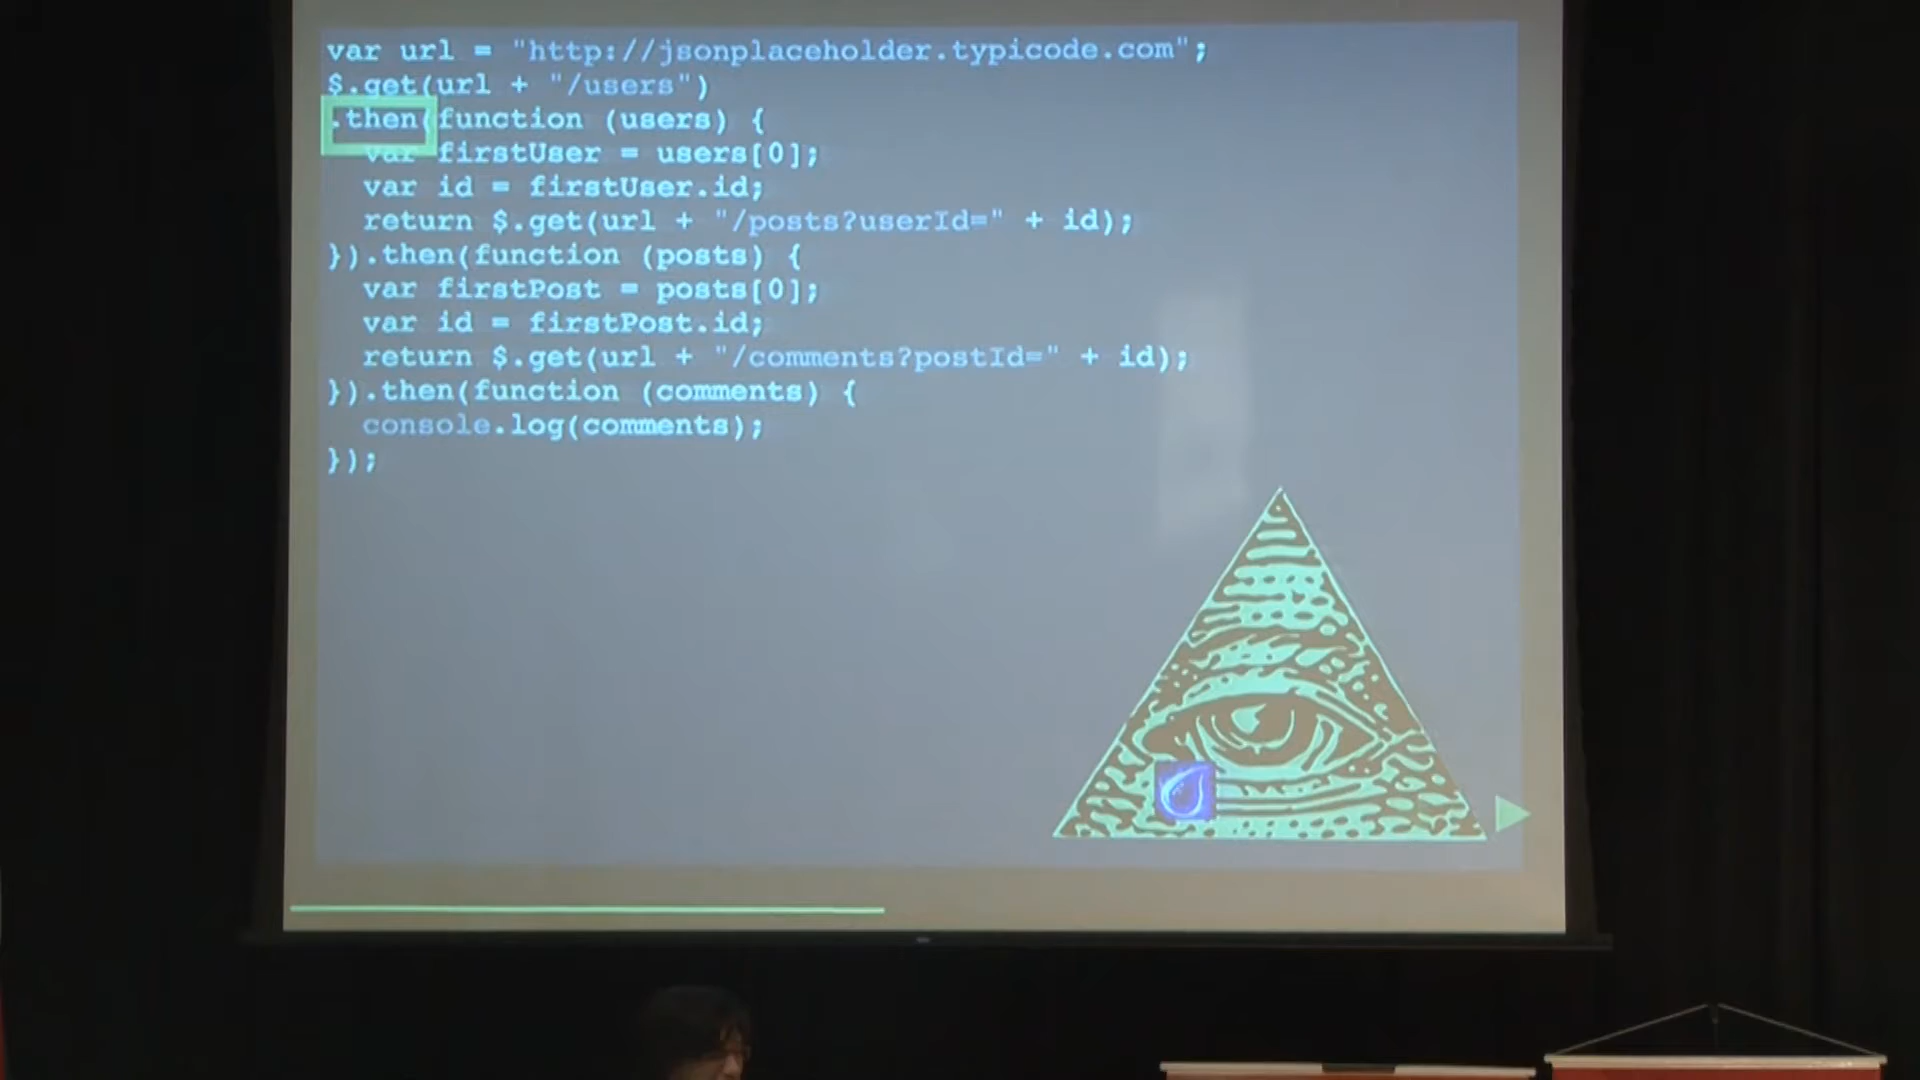 var url = "http://jsonplaceholder.typicode.com";
$.get(url + "/users")
.then(function (users) {
  var firstUser = users[0];
  var id = firstUser.id;
  return $.get(url + "/posts?userId=" + id);
}).then(function (posts) {
  var firstPost = posts[0];
  var id = firstPost.id;
  return $.get(url + "/comments?postId=" + id);
}).then(function (comments) {
  console.log(comments);
});